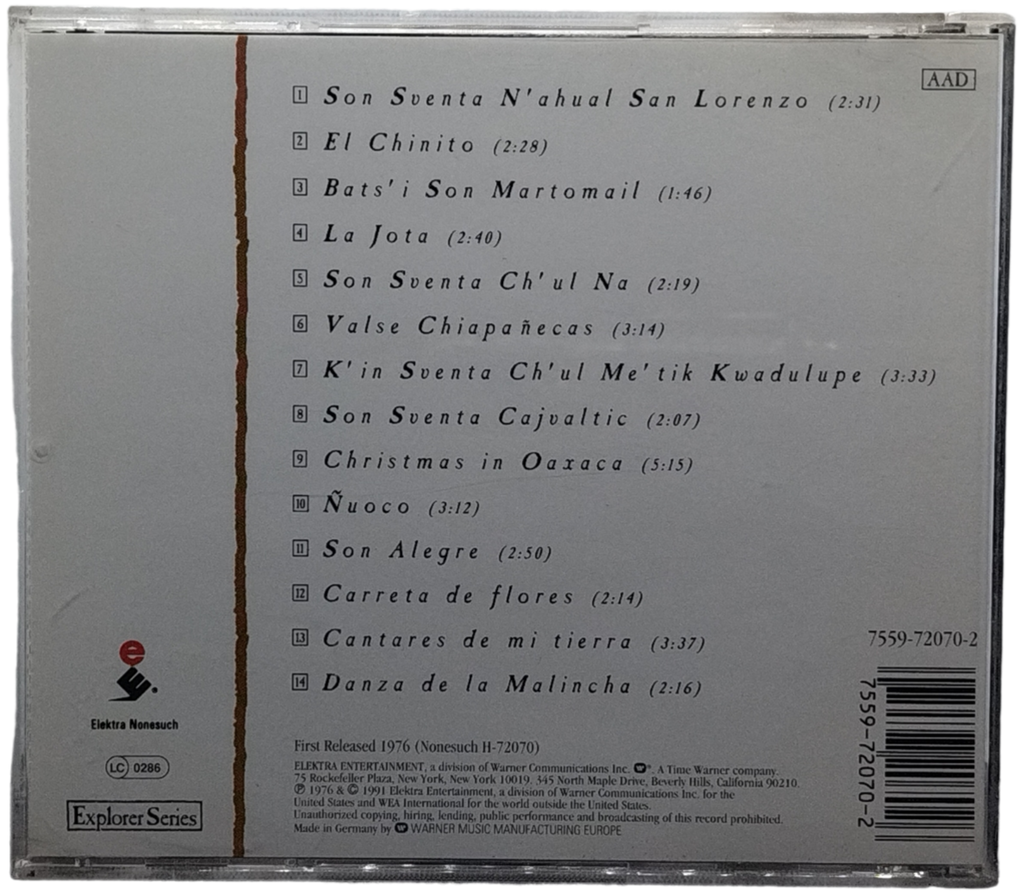 AAD
1 Son Sventa N'ahual San Lorenzo (2:31)
2 El Chinito (2:28)
3 Bats'i Son Martomail (1:46)
4 La Jota (2:40)
5 Son Sventa Ch'ul Na (2:19)
6 Valse Chiapañecas (3:14)
7 K'in Sventa Ch'ul Me'tik Kwadulupe (3:33)
8 Son Sventa Cajvaltic (2:07)
9 Christmas in Oaxaca (5:15)
10 Ñuoco (3:12)
11 Son Alegre (2:50)
12 Carreta de flores (2:14)
13 Cantares de mi tierra (3:37)
14 Danza de la Malincha (2:16)
7559-72070-2
7559-72070-2
e
Elektra Nonesuch
LC 0286
Explorer Series
First Released 1976 (Nonesuch H-72070)
ELEKTRA ENTERTAINMENT, a division of Warner Communications Inc. ®. A Time Warner company.
75 Rockefeller Plaza, New York, New York 10019. 345 North Maple Drive, Beverly Hills, California 90210.
℗ 1976 & © 1991 Elektra Entertainment, a division of Warner Communications Inc. for the
United States and WEA International for the world outside the United States.
Unauthorized copying, hiring, lending, public performance and broadcasting of this record prohibited.
Made in Germany by WARNER MUSIC MANUFACTURING EUROPE